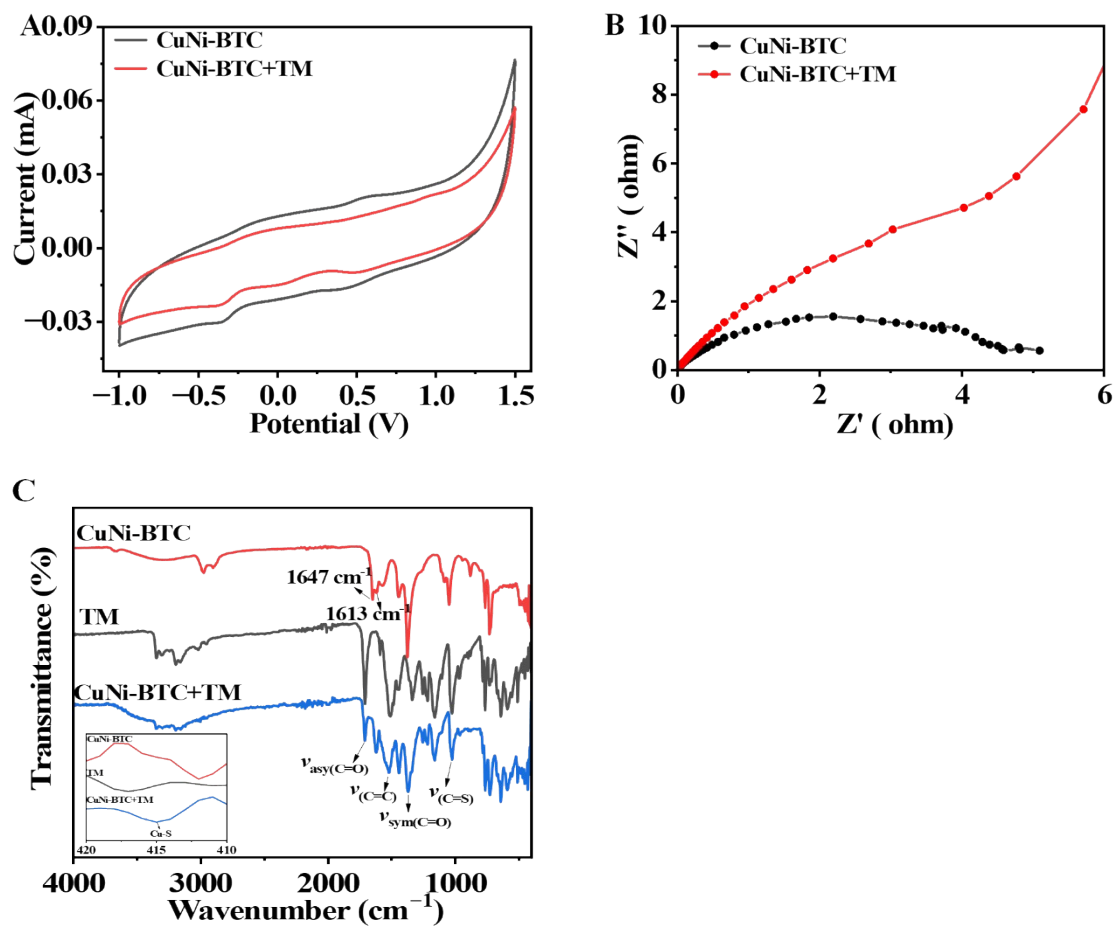 A
0.09
0.06
0.03
0.00
−0.03
Current (mA)
CuNi-BTC
CuNi-BTC+TM
−1.0 −0.5 0.0 0.5 1.0 1.5
Potential (V)
B
10
8
6
4
2
0
Z'' ( ohm)
CuNi-BTC
CuNi-BTC+TM
0 2 4 6
Z' ( ohm)
C
Transmittance (%)
CuNi-BTC
1647 cm⁻¹
1613 cm⁻¹
TM
CuNi-BTC+TM
νasy(C=O)
ν(C=C)
νsym(C=O)
ν(C=S)
CuNi-BTC
TM
CuNi-BTC+TM
Cu-S
420 415 410
4000 3000 2000 1000
Wavenumber (cm⁻¹)